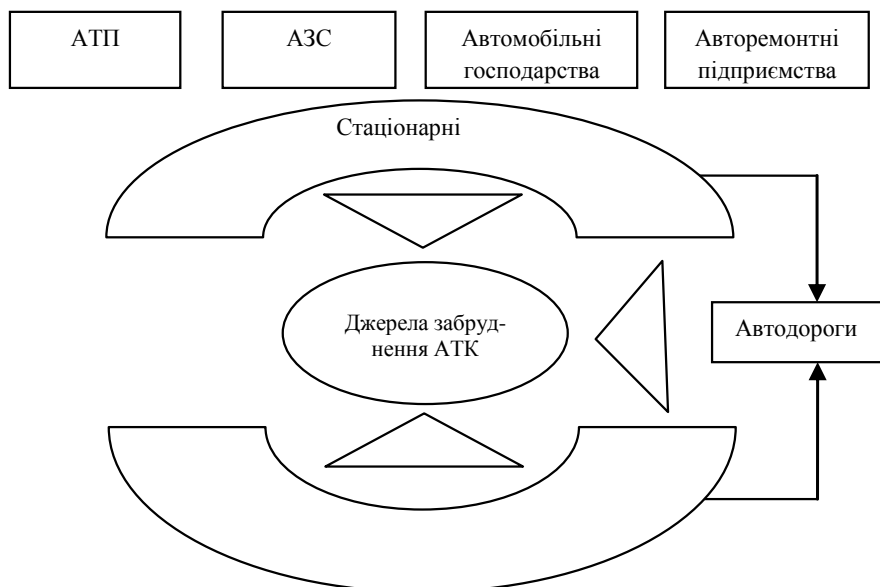 АТП
АЗС
Автомобільні
господарства
Авторемонтні
підприємства
Стаціонарні
Джерела забруд-
нення АТК
Автодороги